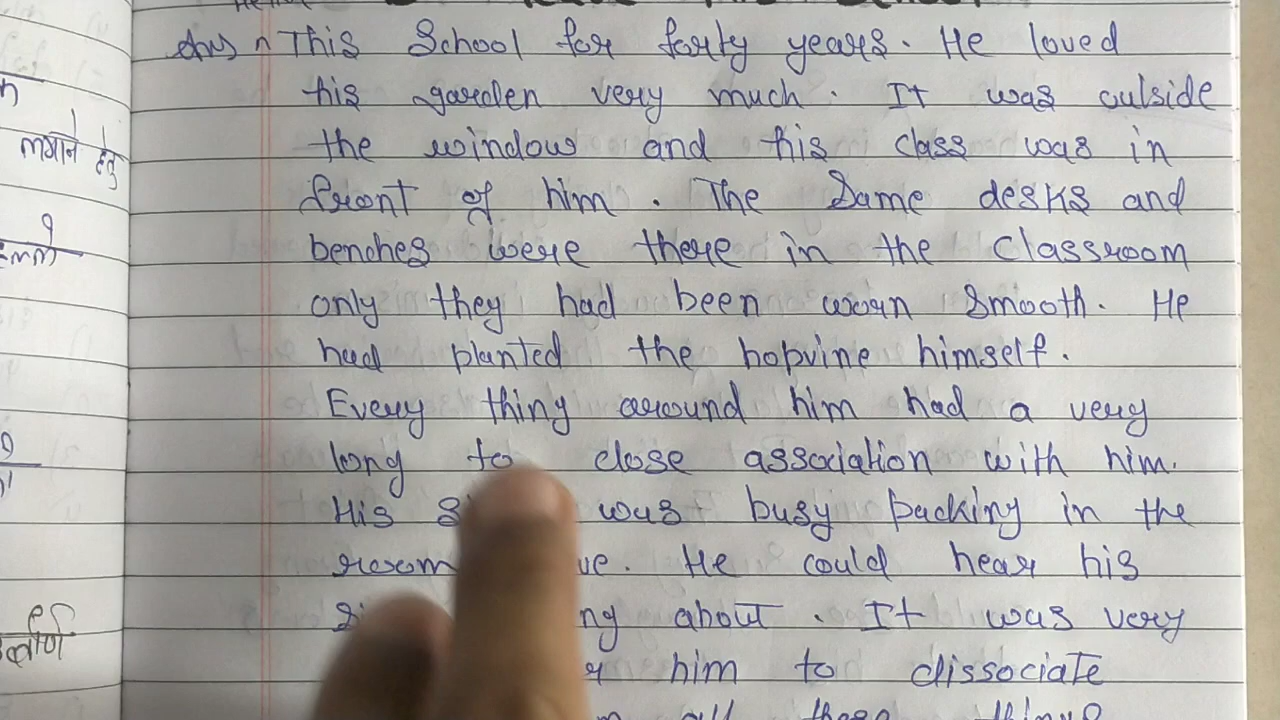 Ans This School for forty years. He loved
his garden very much. It was outside
the window and his class was in
front of him. The Same desks and
benches were there in the Classroom
only they had been worn Smooth. He
had planted the hopvine himself.
Every thing around him had a very
long to close association with him.
His was busy packing in the
room He could hear his
about. It was very
him to dissociate
all these things
लगाने हेतु